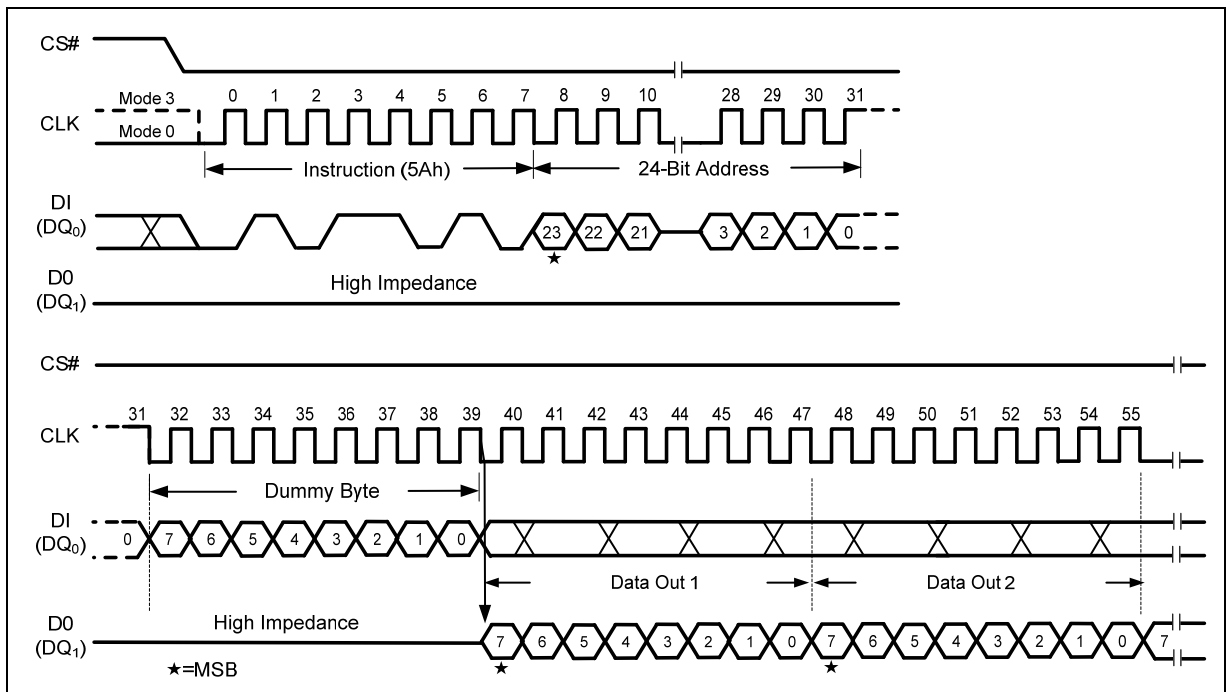 CS#
Mode 3 0 1 2 3 4 5 6 7 8 9 10 28 29 30 31
CLK
Mode 0
Instruction (5Ah) 24-Bit Address
DI
(DQ0) 23 22 21 3 2 1 0
★
D0 High Impedance
(DQ1)
CS#
31 32 33 34 35 36 37 38 39 40 41 42 43 44 45 46 47 48 49 50 51 52 53 54 55
CLK
Dummy Byte
DI
(DQ0) 0 7 6 5 4 3 2 1 0
Data Out 1 Data Out 2
D0 High Impedance
(DQ1) 7 6 5 4 3 2 1 0 7 6 5 4 3 2 1 0 7
★=MSB ★ ★